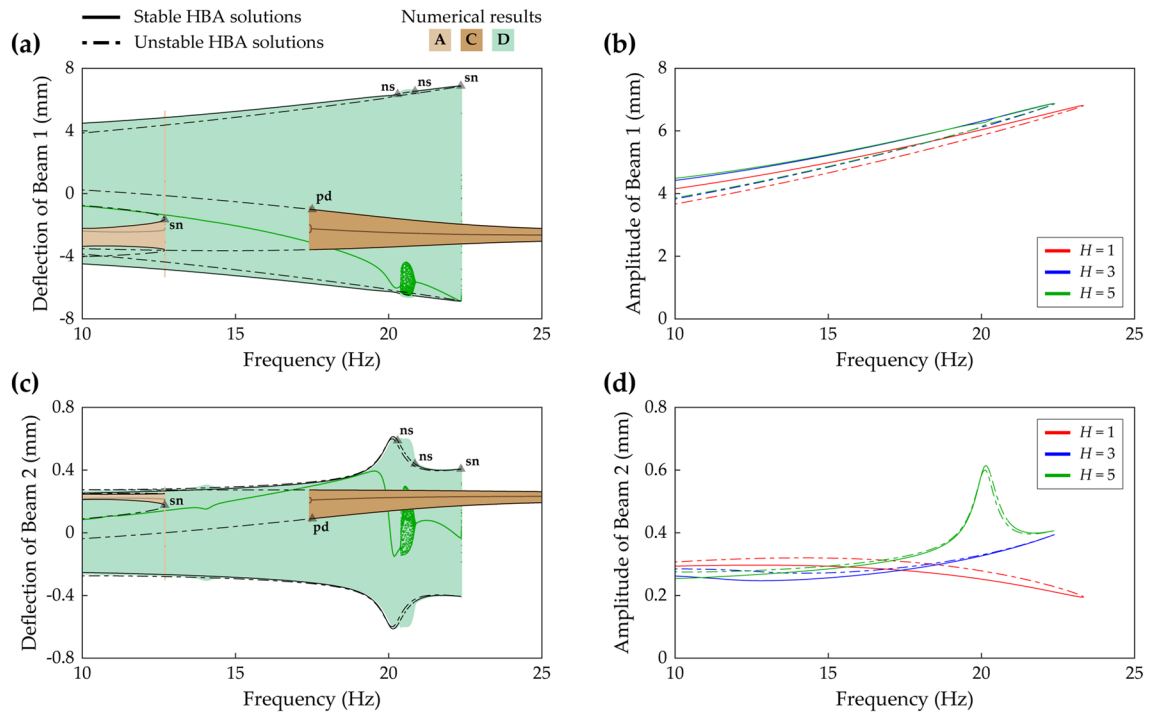 Stable HBA solutions
Unstable HBA solutions
Numerical results
A C D
(a)
Deflection of Beam 1 (mm)
8
4
0
-4
-8
ns
ns
sn
pd
sn
10 15 20 25
Frequency (Hz)
(b)
Amplitude of Beam 1 (mm)
8
6
4
2
0
H = 1
H = 3
H = 5
10 15 20 25
Frequency (Hz)
(c)
Deflection of Beam 2 (mm)
0.8
0.4
0
-0.4
-0.8
ns
ns
sn
sn
pd
10 15 20 25
Frequency (Hz)
(d)
Amplitude of Beam 2 (mm)
0.8
0.6
0.4
0.2
0
H = 1
H = 3
H = 5
10 15 20 25
Frequency (Hz)